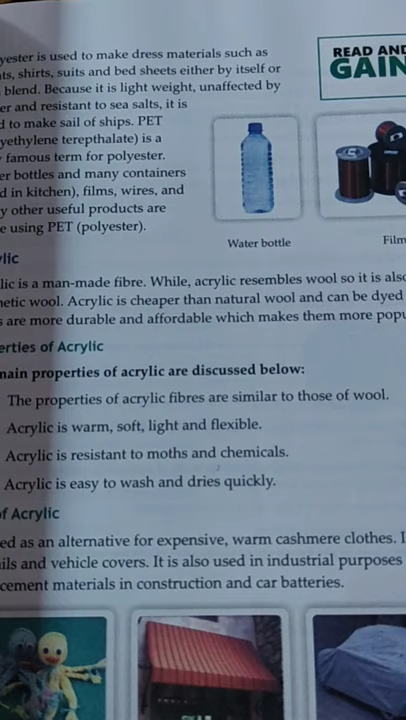 yester is used to make dress materials such as
ts, shirts, suits and bed sheets either by itself or
blend. Because it is light weight, unaffected by
er and resistant to sea salts, it is
d to make sail of ships. PET
yethylene terepthalate) is a
famous term for polyester.
er bottles and many containers
d in kitchen), films, wires, and
y other useful products are
e using PET (polyester).
READ AND
GAIN
Water bottle
Film
lic
lic is a man-made fibre. While, acrylic resembles wool so it is also
hetic wool. Acrylic is cheaper than natural wool and can be dyed
s are more durable and affordable which makes them more popu
erties of Acrylic
main properties of acrylic are discussed below:
The properties of acrylic fibres are similar to those of wool.
Acrylic is warm, soft, light and flexible.
Acrylic is resistant to moths and chemicals.
Acrylic is easy to wash and dries quickly.
of Acrylic
ed as an alternative for expensive, warm cashmere clothes. I
ils and vehicle covers. It is also used in industrial purposes
cement materials in construction and car batteries.